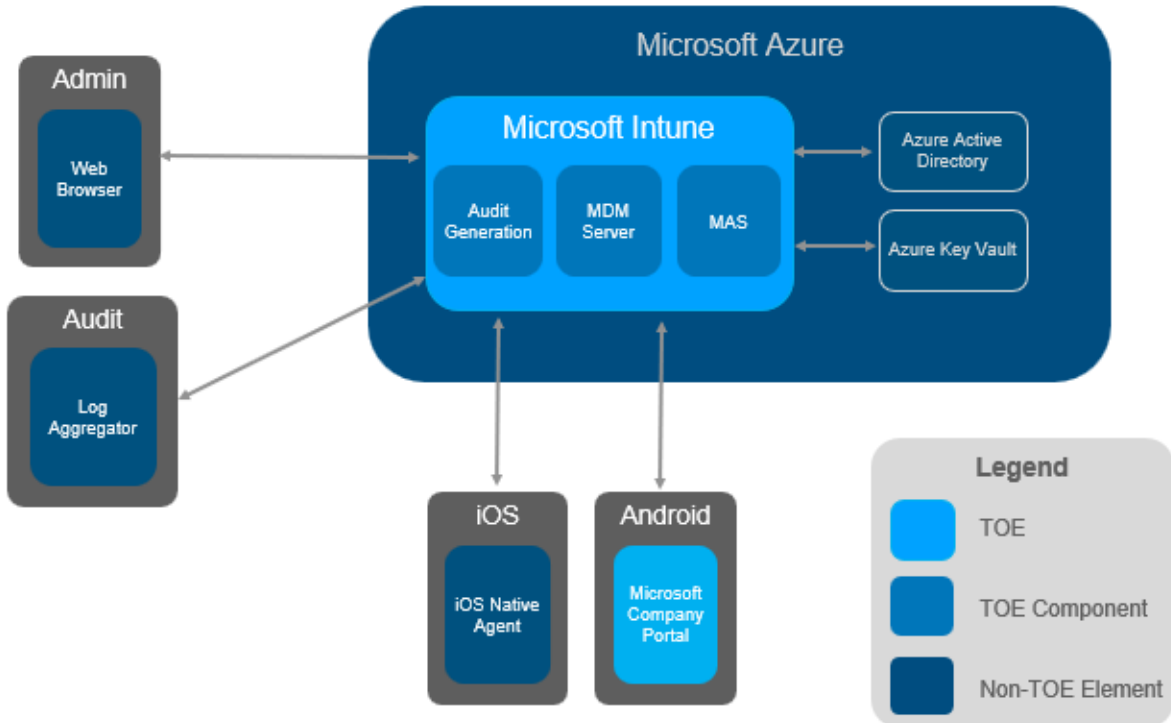 Microsoft Azure
Admin
Web
Browser
Microsoft Intune
Audit
Generation
MDM
Server
MAS
Azure Active
Directory
Azure Key Vault
Audit
Log
Aggregator
iOS
iOS Native
Agent
Android
Microsoft
Company
Portal
Legend
TOE
TOE Component
Non-TOE Element